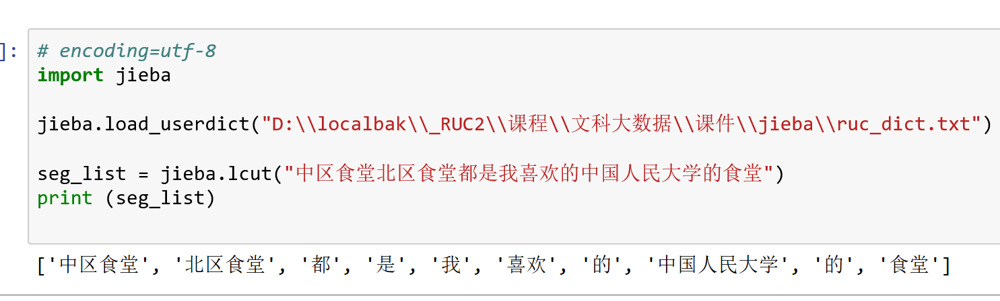 ]:
# encoding=utf-8
import jieba
jieba.load_userdict("D:\\localbak\\_RUC2\\课程\\文科大数据\\课件\\jieba\\ruc_dict.txt")
seg_list = jieba.lcut("中区食堂北区食堂都是我喜欢的中国人民大学的食堂")
print (seg_list)
['中区食堂', '北区食堂', '都', '是', '我', '喜欢', '的', '中国人民大学', '的', '食堂']